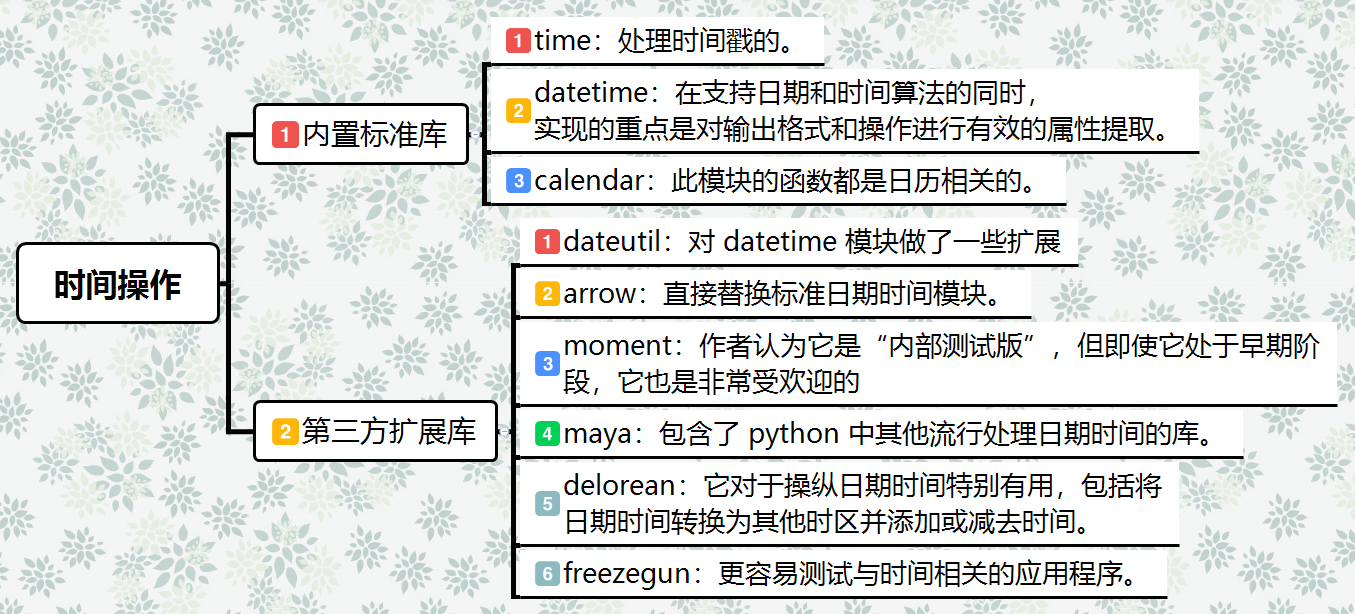 时间操作
1 内置标准库
1 time：处理时间戳的。
2 datetime：在支持日期和时间算法的同时，
实现的重点是对输出格式和操作进行有效的属性提取。
3 calendar：此模块的函数都是日历相关的。
2 第三方扩展库
1 dateutil：对 datetime 模块做了一些扩展
2 arrow：直接替换标准日期时间模块。
3 moment：作者认为它是“内部测试版”，但即使它处于早期阶
段，它也是非常受欢迎的
4 maya：包含了 python 中其他流行处理日期时间的库。
5 delorean：它对于操纵日期时间特别有用，包括将
日期时间转换为其他时区并添加或减去时间。
6 freezegun：更容易测试与时间相关的应用程序。